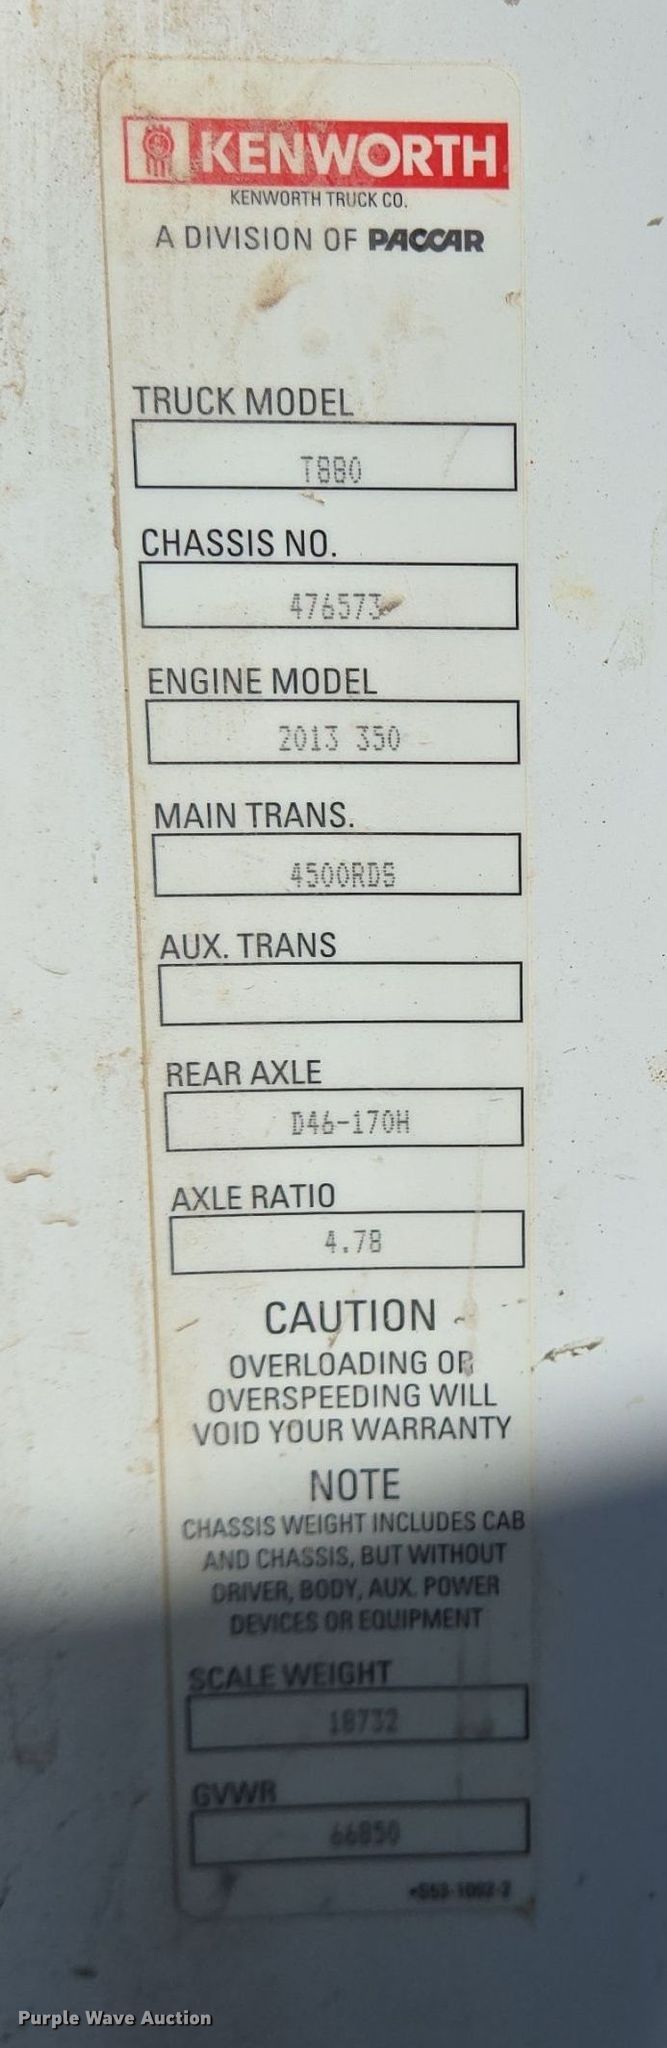 KENWORTH
KENWORTH TRUCK CO.
A DIVISION OF PACCAR
TRUCK MODEL
T880
CHASSIS NO.
476573
ENGINE MODEL
2013 350
MAIN TRANS.
4500RDS
AUX. TRANS
REAR AXLE
D46-170H
AXLE RATIO
4.78
CAUTION
OVERLOADING OR
OVERSPEEDING WILL
VOID YOUR WARRANTY
NOTE
CHASSIS WEIGHT INCLUDES CAB
AND CHASSIS, BUT WITHOUT
DRIVER, BODY, AUX. POWER
DEVICES OR EQUIPMENT
SCALE WEIGHT
18732
GVWR
66850
Purple Wave Auction